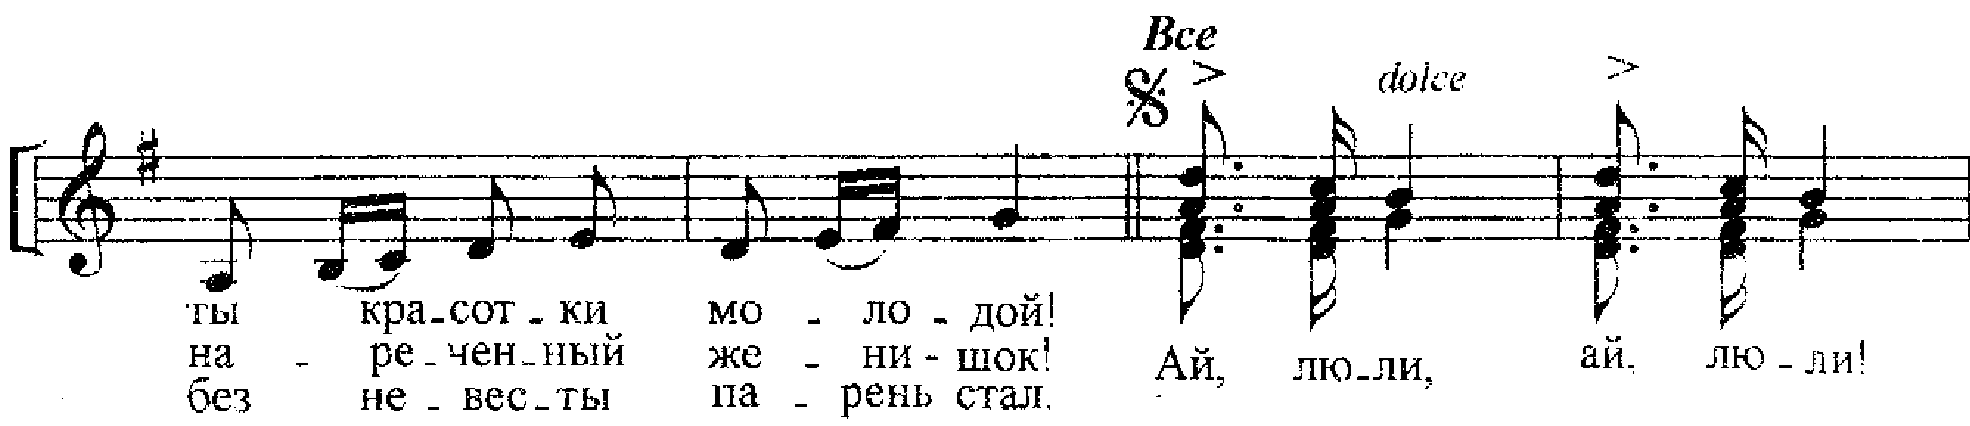 Все
dolce
ты кра-сот-ки мо-ло-дой!
на-ре-чен-ный же-ни-шок!
без не-вес-ты па-рень стал.
Ай, лю-ли, ай, лю-ли!